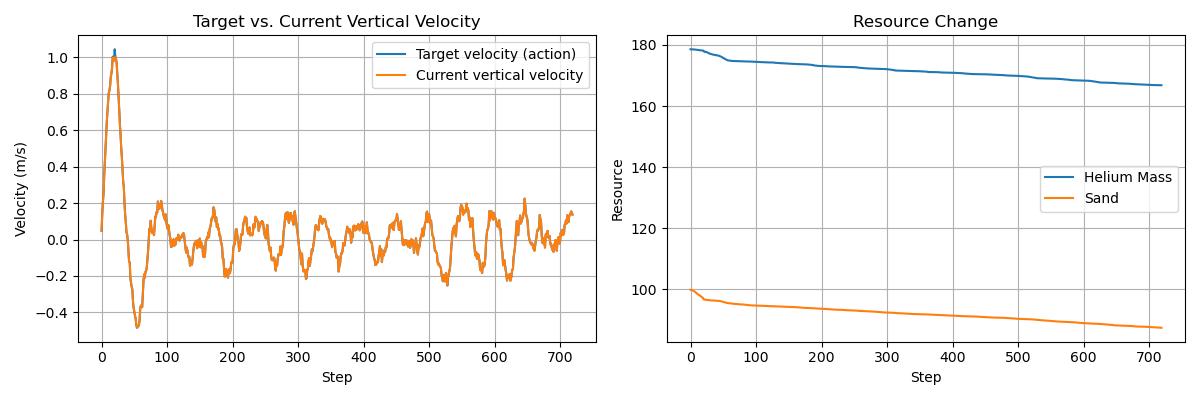 Target vs. Current Vertical Velocity
Velocity (m/s)
1.0
0.8
0.6
0.4
0.2
0.0
−0.2
−0.4
Target velocity (action)
Current vertical velocity
0 100 200 300 400 500 600 700
Step
Resource Change
Resource
180
160
140
120
100
Helium Mass
Sand
0 100 200 300 400 500 600 700
Step